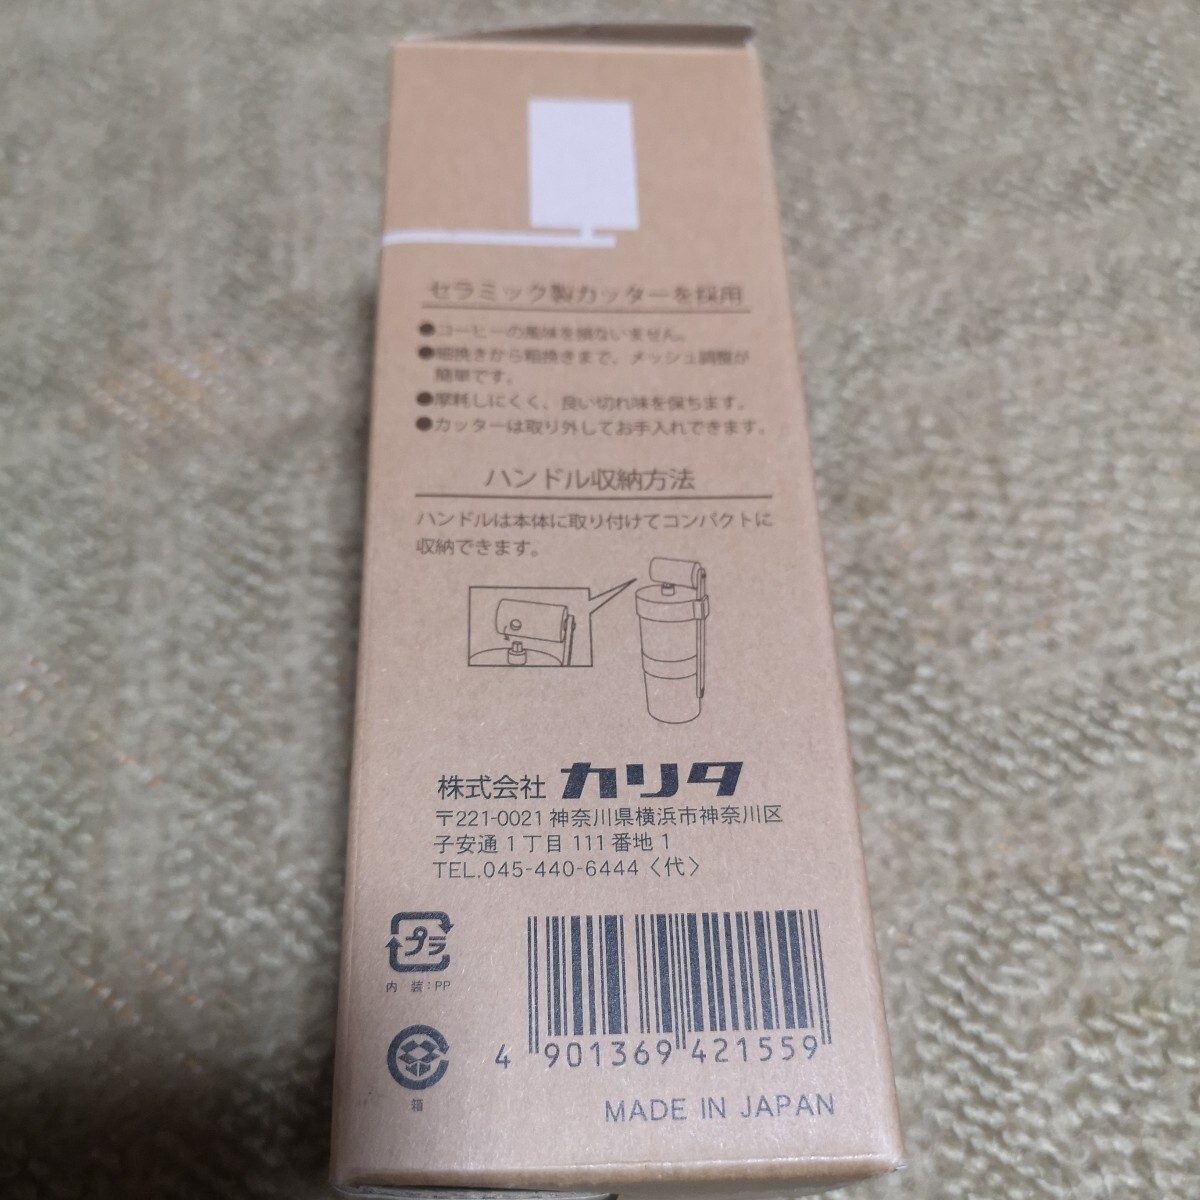 セラミック製カッターを採用
●コーヒーの風味を損ないません。
●細挽きから粗挽きまで、メッシュ調整が
簡単です。
●摩耗しにくく、良い切れ味を保ちます。
●カッターは取り外してお手入れできます。
ハンドル収納方法
ハンドルは本体に取り付けてコンパクトに
収納できます。
株式会社 カリタ
〒221-0021 神奈川県横浜市神奈川区
子安通1丁目111番地1
TEL.045-440-6444〈代〉
プラ
内 装:PP
箱
4 901369 421559
MADE IN JAPAN